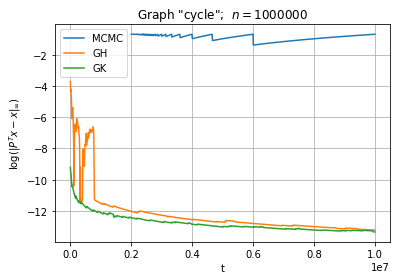 Graph "cycle";  n = 1000000
MCMC
GH
GK
−2
−4
−6
−8
−10
−12
log(||Pᵀx − x||∞)
0.0 0.2 0.4 0.6 0.8 1.0
1e7
t